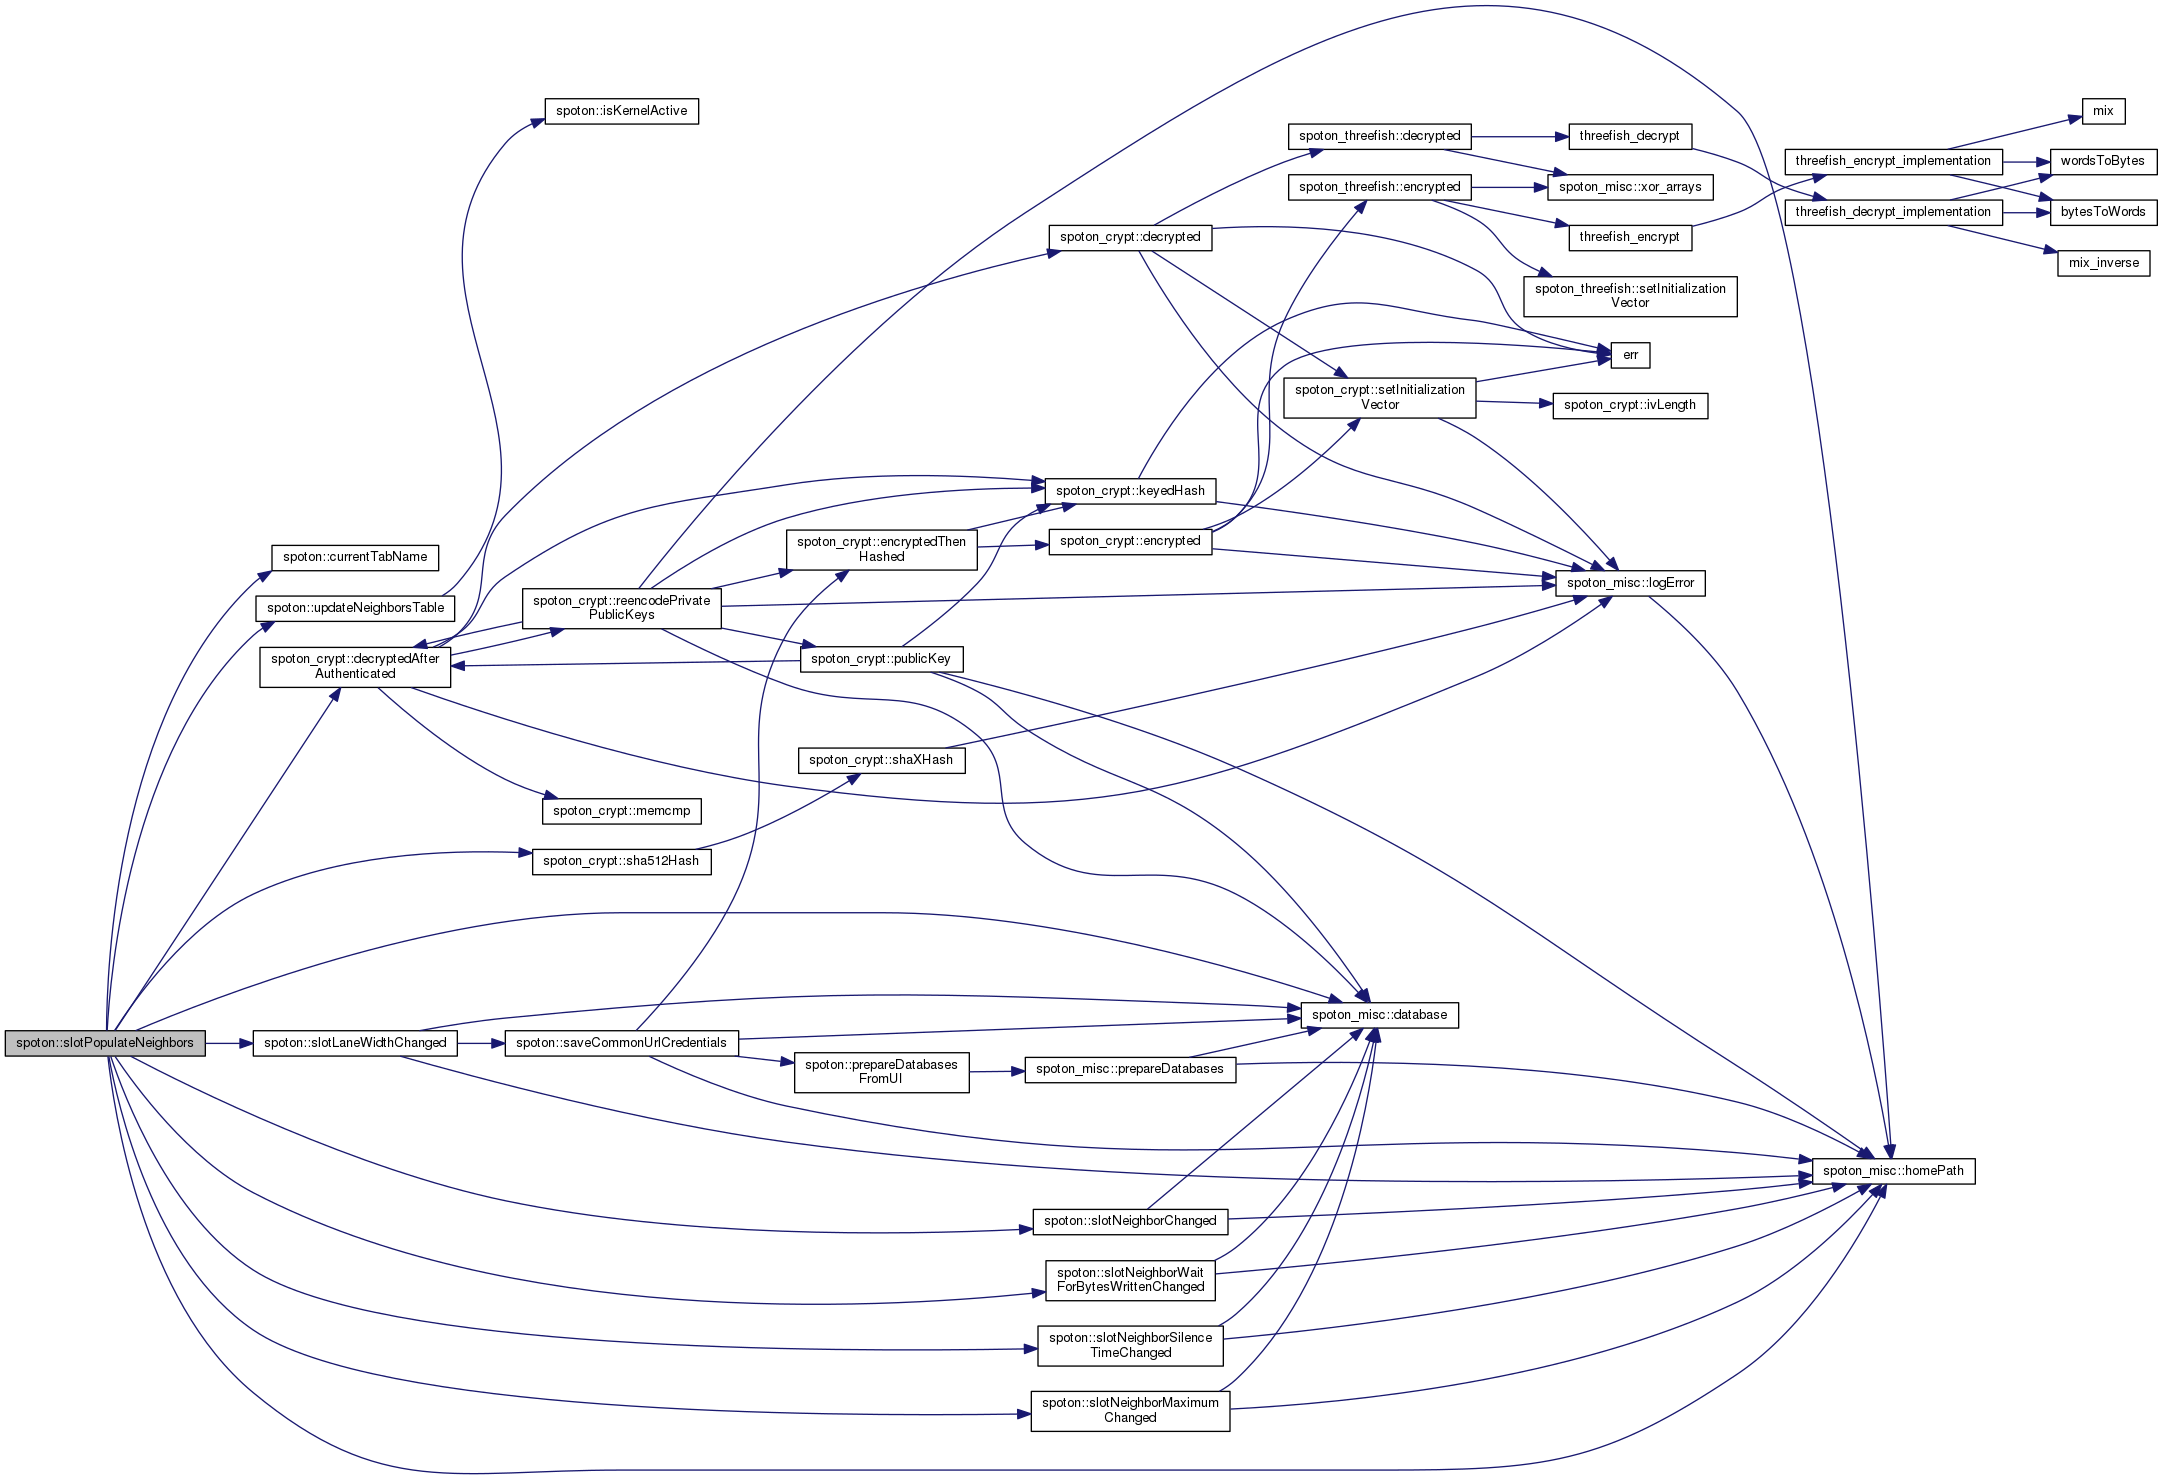 spoton::isKernelActive
spoton_threefish::decrypted
threefish_decrypt
mix
threefish_encrypt_implementation
wordsToBytes
spoton_threefish::encrypted
spoton_misc::xor_arrays
threefish_decrypt_implementation
bytesToWords
spoton_crypt::decrypted
threefish_encrypt
mix_inverse
spoton_threefish::setInitialization
Vector
err
spoton_crypt::setInitialization
Vector
spoton_crypt::ivLength
spoton_crypt::keyedHash
spoton::currentTabName
spoton_crypt::encryptedThen
Hashed
spoton_crypt::encrypted
spoton_misc::logError
spoton::updateNeighborsTable
spoton_crypt::reencodePrivate
PublicKeys
spoton_crypt::decryptedAfter
Authenticated
spoton_crypt::publicKey
spoton_crypt::shaXHash
spoton_crypt::memcmp
spoton_crypt::sha512Hash
spoton_misc::database
spoton::slotPopulateNeighbors
spoton::slotLaneWidthChanged
spoton::saveCommonUrlCredentials
spoton::prepareDatabases
FromUI
spoton_misc::prepareDatabases
spoton_misc::homePath
spoton::slotNeighborChanged
spoton::slotNeighborWait
ForBytesWrittenChanged
spoton::slotNeighborSilence
TimeChanged
spoton::slotNeighborMaximum
Changed